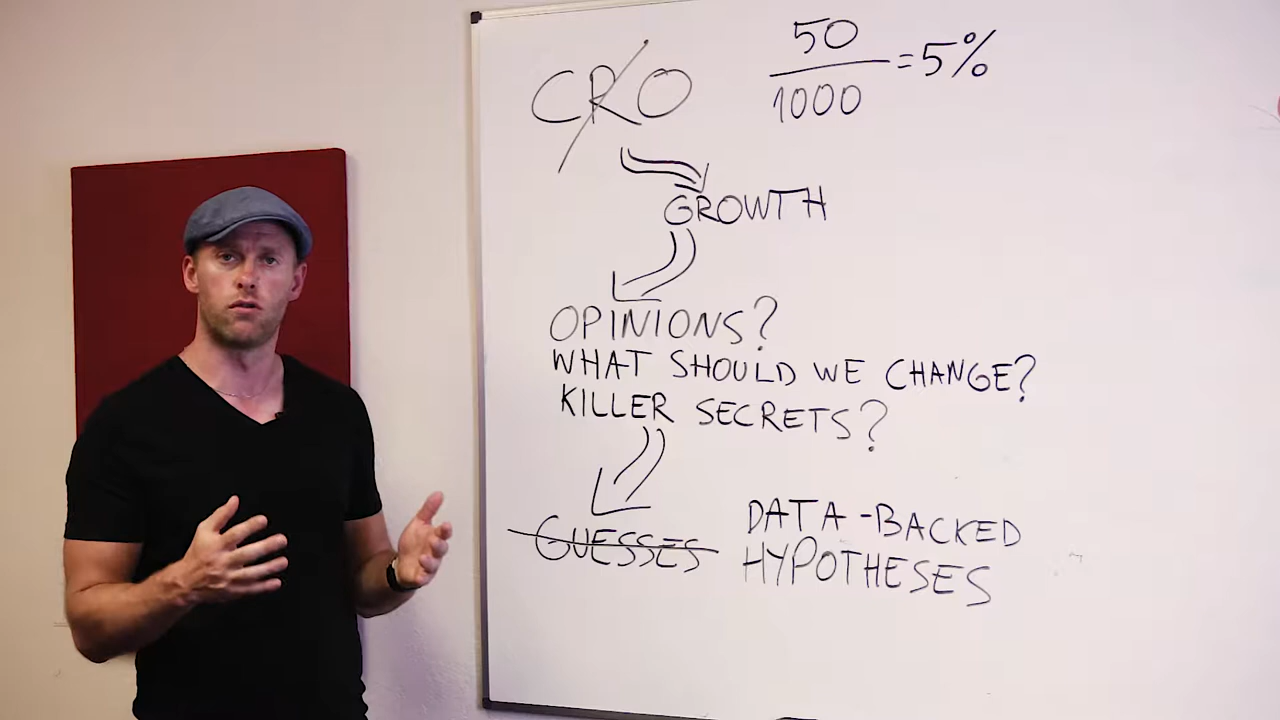 CRO
50
1000
=5%
GROWTH
OPINIONS?
WHAT SHOULD WE CHANGE?
KILLER SECRETS?
GUESSES
DATA-BACKED
HYPOTHESES